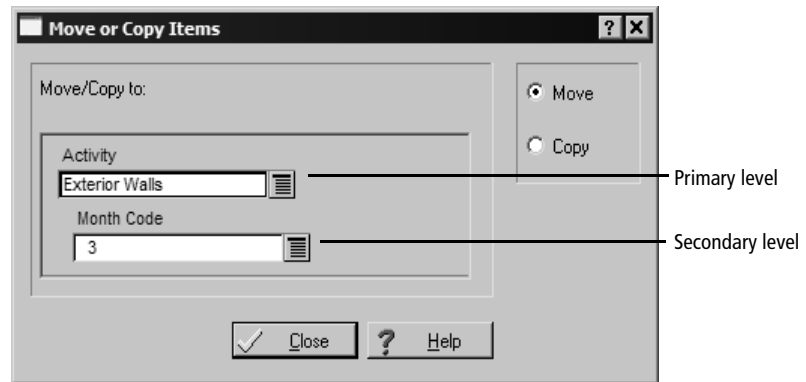 Move or Copy Items
Move/Copy to:
Move
Copy
Activity
Exterior Walls
Primary level
Month Code
3
Secondary level
Close
Help